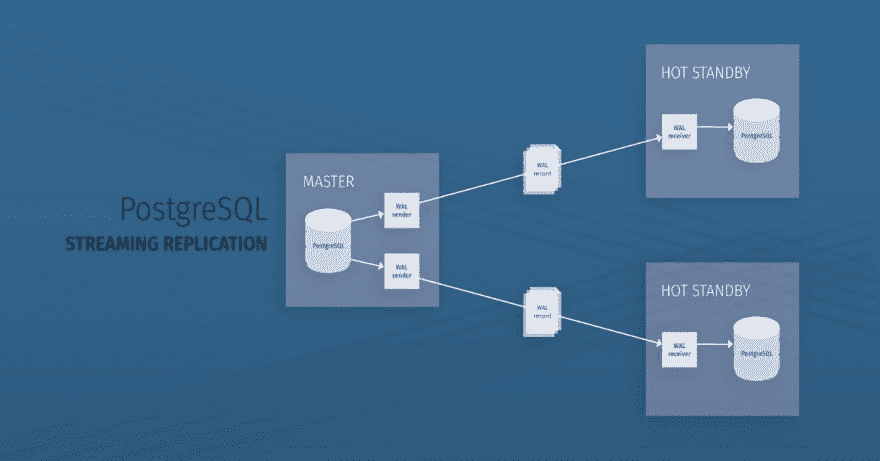 PostgreSQL
STREAMING REPLICATION
MASTER
PostgreSQL
WAL
sender
WAL
sender
WAL
record
WAL
record
HOT STANDBY
WAL
receiver
PostgreSQL
HOT STANDBY
WAL
receiver
PostgreSQL